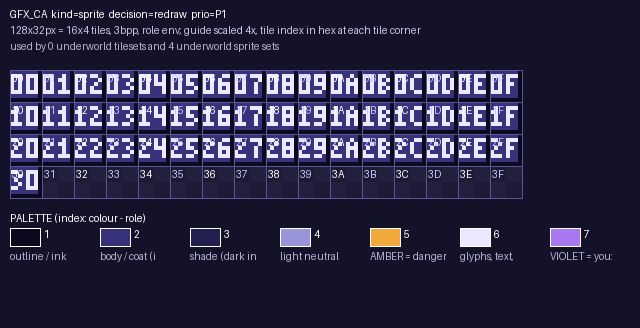 GFX_CA kind=sprite decision=redraw prio=P1
128x32px = 16x4 tiles, 3bpp, role env; guide scaled 4x, tile index in hex at each tile corner
used by 0 underworld tilesets and 4 underworld sprite sets
00 01 02 03 04 05 06 07 08 09 0A 0B 0C 0D 0E 0F
10 11 12 13 14 15 16 17 18 19 1A 1B 1C 1D 1E 1F
20 21 22 23 24 25 26 27 28 29 2A 2B 2C 2D 2E 2F
30 31 32 33 34 35 36 37 38 39 3A 3B 3C 3D 3E 3F
PALETTE (index: colour - role)
1 2 3 4 5 6 7
outline / ink body / coat (i shade (dark in light neutral AMBER = danger glyphs, text, VIOLET = you: